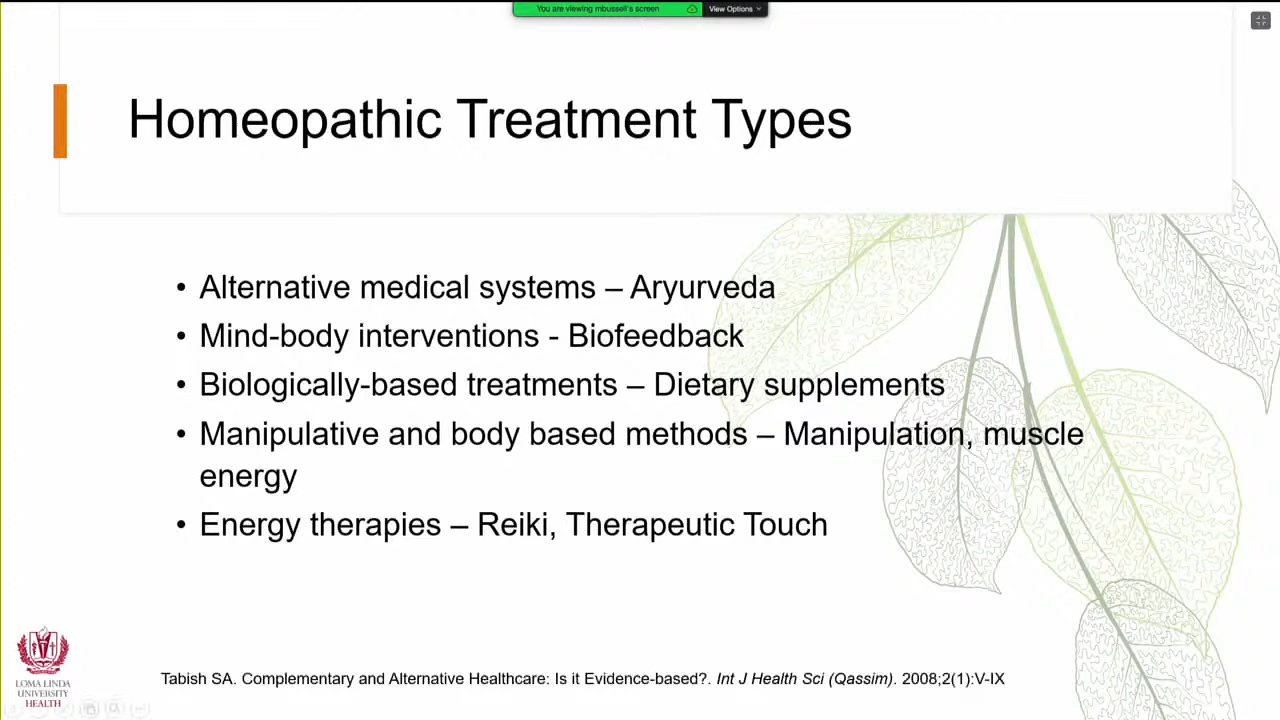 You are viewing mbussell's screen
View Options
Homeopathic Treatment Types
• Alternative medical systems – Aryurveda
• Mind-body interventions - Biofeedback
• Biologically-based treatments – Dietary supplements
• Manipulative and body based methods – Manipulation, muscle
energy
• Energy therapies – Reiki, Therapeutic Touch
LOMA LINDA
UNIVERSITY
HEALTH
Tabish SA. Complementary and Alternative Healthcare: Is it Evidence-based?. Int J Health Sci (Qassim). 2008;2(1):V-IX